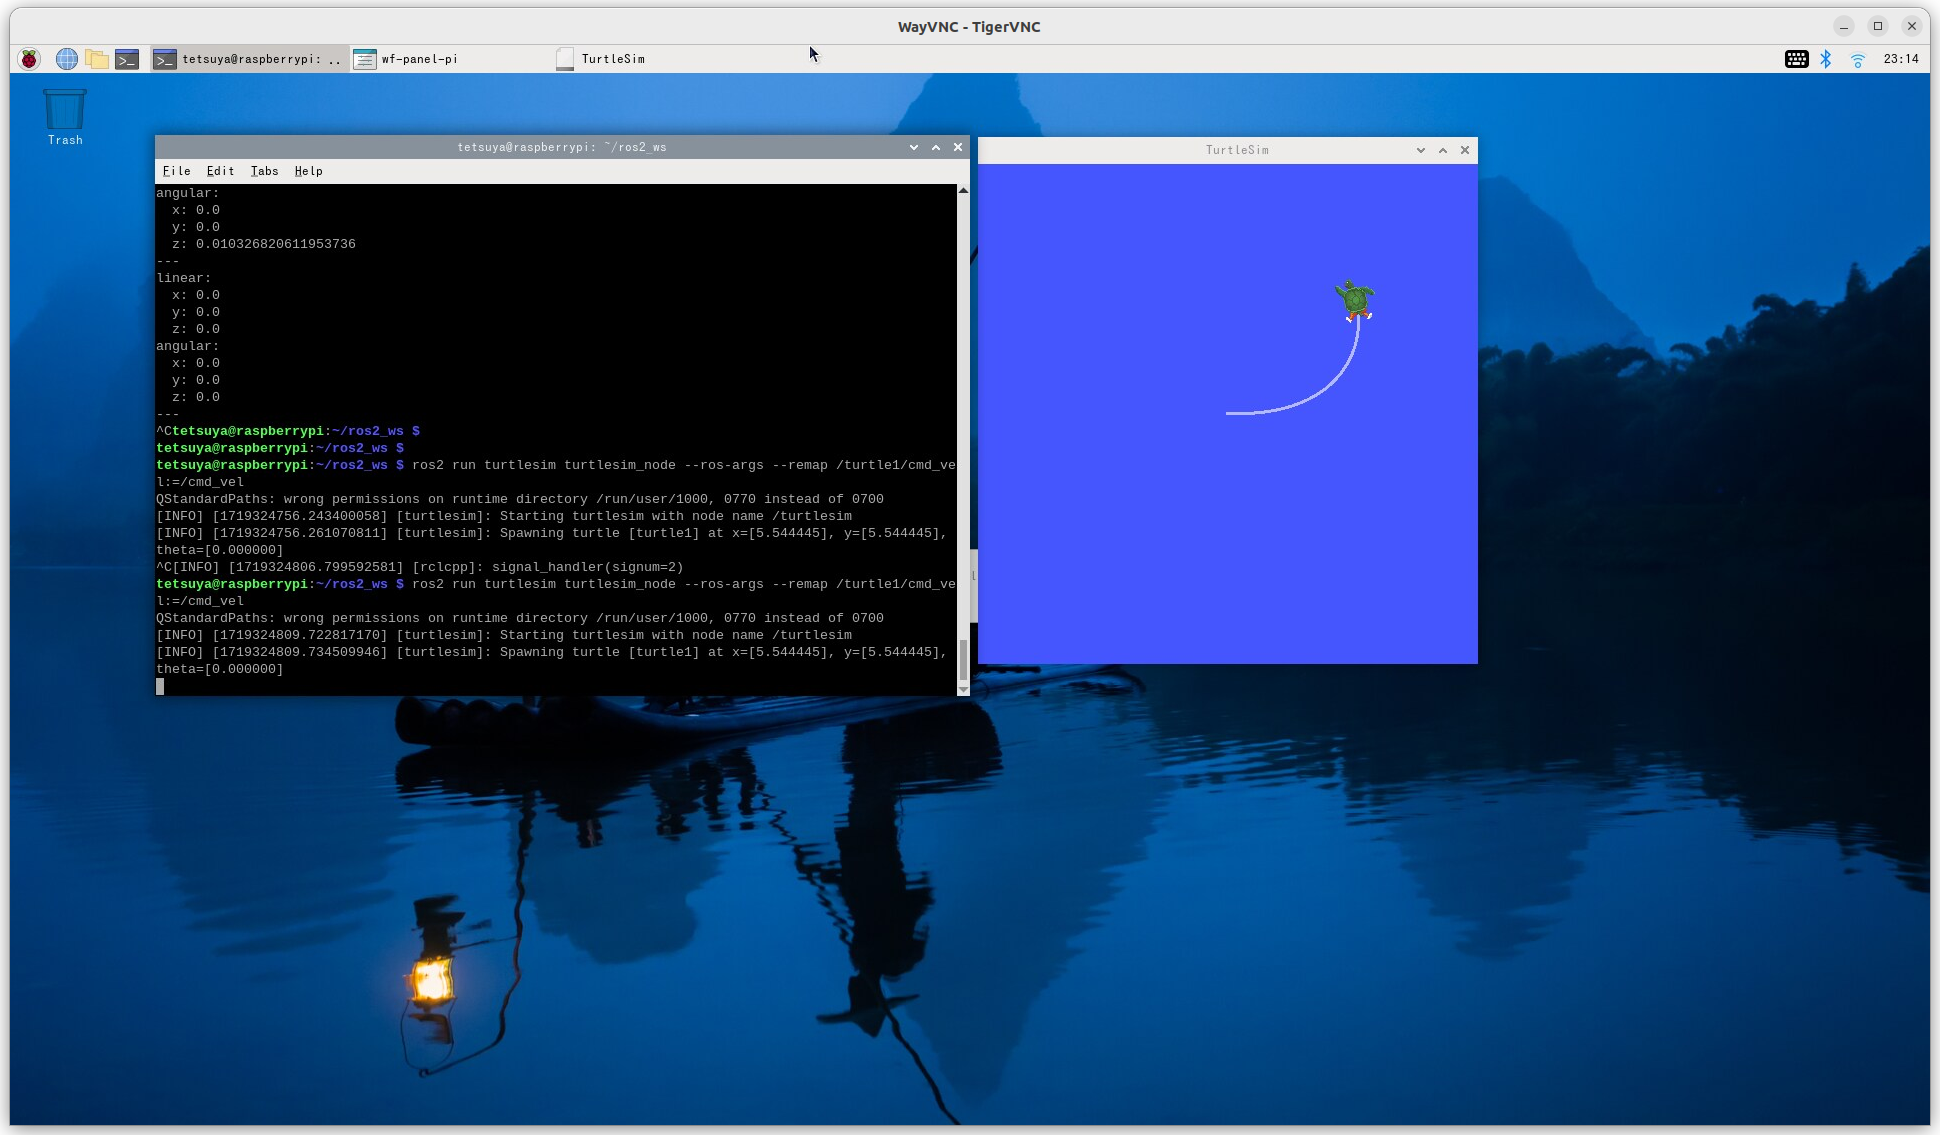 WayVNC - TigerVNC
tetsuya@raspberrypi: ..
wf-panel-pi
TurtleSim
23:14
Trash
tetsuya@raspberrypi: ~/ros2_ws
File Edit Tabs Help
angular:
  x: 0.0
  y: 0.0
  z: 0.010326820611953736
---
linear:
  x: 0.0
  y: 0.0
  z: 0.0
angular:
  x: 0.0
  y: 0.0
  z: 0.0
---
^Ctetsuya@raspberrypi:~/ros2_ws $
tetsuya@raspberrypi:~/ros2_ws $
tetsuya@raspberrypi:~/ros2_ws $ ros2 run turtlesim turtlesim_node --ros-args --remap /turtle1/cmd_ve
l:=/cmd_vel
QStandardPaths: wrong permissions on runtime directory /run/user/1000, 0770 instead of 0700
[INFO] [1719324756.243400058] [turtlesim]: Starting turtlesim with node name /turtlesim
[INFO] [1719324756.261070811] [turtlesim]: Spawning turtle [turtle1] at x=[5.544445], y=[5.544445],
theta=[0.000000]
^C[INFO] [1719324806.799592581] [rclcpp]: signal_handler(signum=2)
tetsuya@raspberrypi:~/ros2_ws $ ros2 run turtlesim turtlesim_node --ros-args --remap /turtle1/cmd_ve
l:=/cmd_vel
QStandardPaths: wrong permissions on runtime directory /run/user/1000, 0770 instead of 0700
[INFO] [1719324809.722817170] [turtlesim]: Starting turtlesim with node name /turtlesim
[INFO] [1719324809.734509946] [turtlesim]: Spawning turtle [turtle1] at x=[5.544445], y=[5.544445],
theta=[0.000000]
TurtleSim